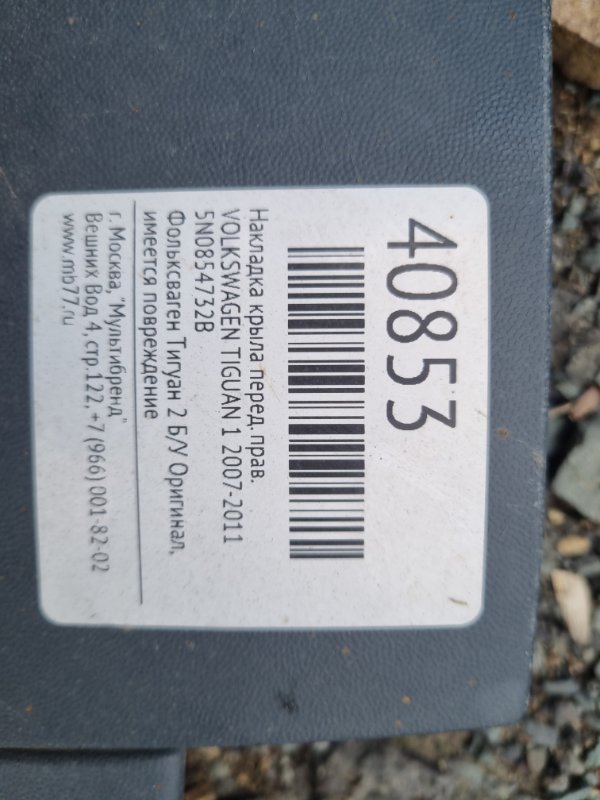 40853
Накладка крыла перед. прав.
VOLKSWAGEN TIGUAN 1 2007-2011
5N0854732B
Фольксваген Тигуан 2 Б/У Оригинал,
имеется повреждение
г. Москва, "Мультибренд"
Вешних Вод 4, стр.122, +7 (966) 001-82-02
www.mb77.ru